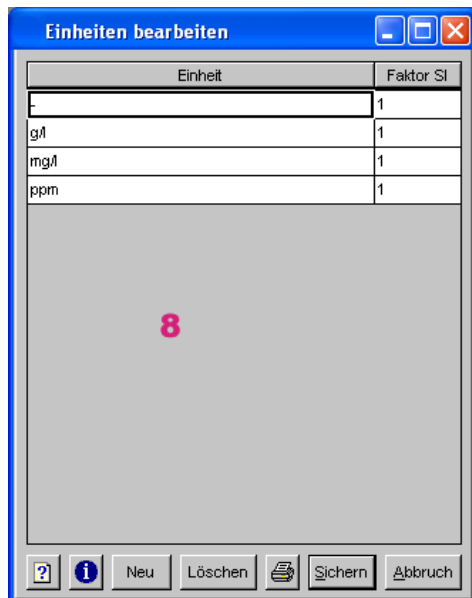 Einheiten bearbeiten
Einheit Faktor SI
- 1
g/l 1
mg/l 1
ppm 1
8
Neu Löschen Sichern Abbruch